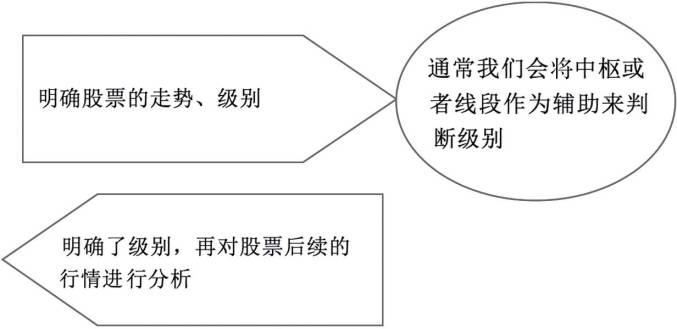 明确股票的走势、级别
通常我们会将中枢或
者线段作为辅助来判
断级别
明确了级别，再对股票后续的
行情进行分析